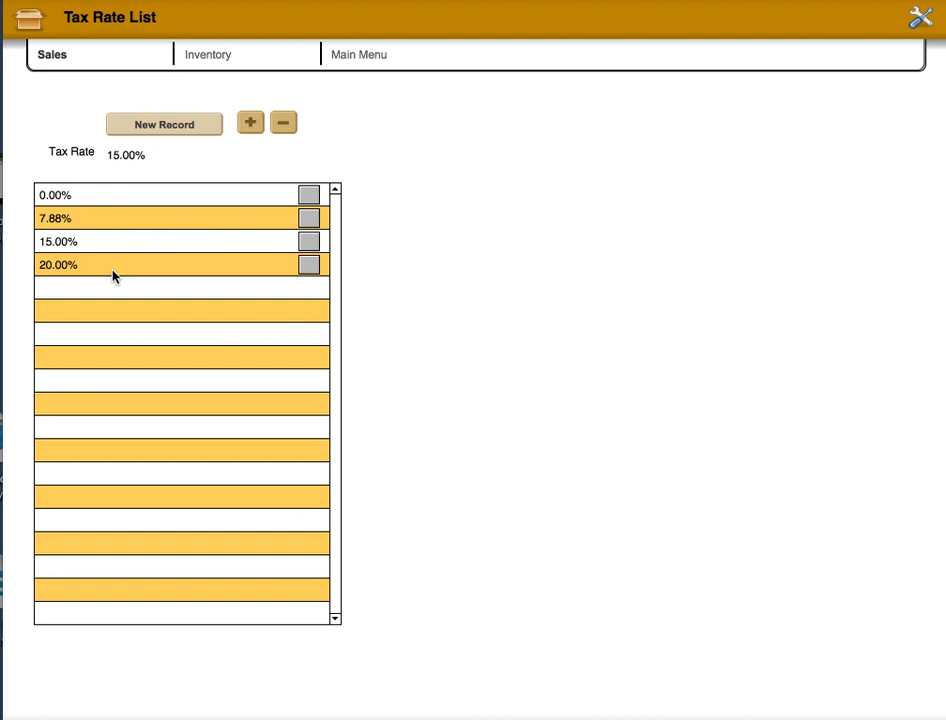 Tax Rate List
Sales
Inventory
Main Menu
New Record
Tax Rate
15.00%
0.00%
7.88%
15.00%
20.00%